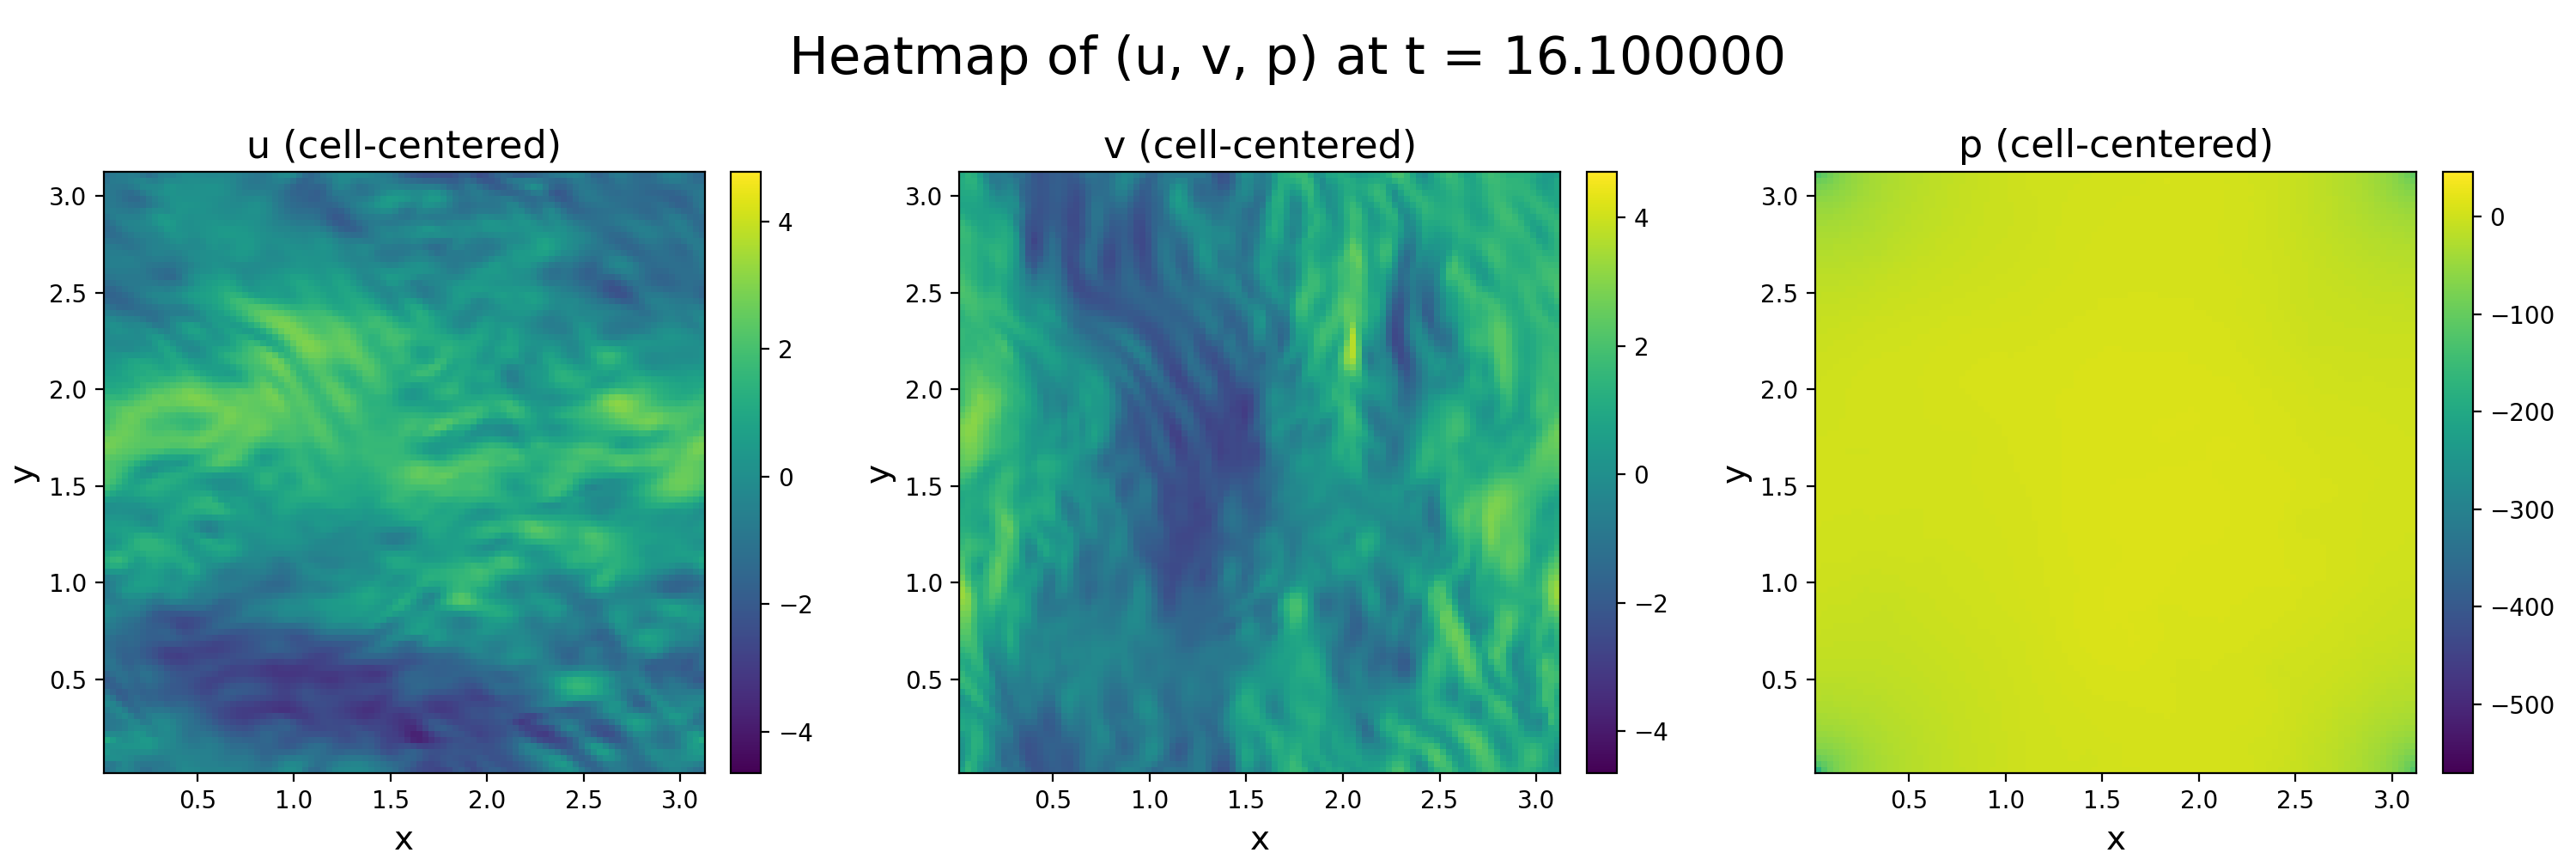 Heatmap of (u, v, p) at t = 16.100000
u (cell-centered)
3.0
2.5
2.0
1.5
1.0
0.5
y
0.5 1.0 1.5 2.0 2.5 3.0
x
4
2
0
−2
−4
v (cell-centered)
3.0
2.5
2.0
1.5
1.0
0.5
y
0.5 1.0 1.5 2.0 2.5 3.0
x
4
2
0
−2
−4
p (cell-centered)
3.0
2.5
2.0
1.5
1.0
0.5
y
0.5 1.0 1.5 2.0 2.5 3.0
x
0
−100
−200
−300
−400
−500